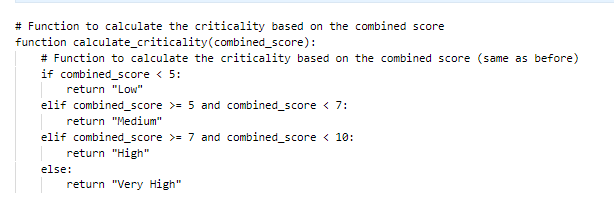 # Function to calculate the criticality based on the combined score
function calculate_criticality(combined_score):
    # Function to calculate the criticality based on the combined score (same as before)
    if combined_score < 5:
        return "Low"
    elif combined_score >= 5 and combined_score < 7:
        return "Medium"
    elif combined_score >= 7 and combined_score < 10:
        return "High"
    else:
        return "Very High"